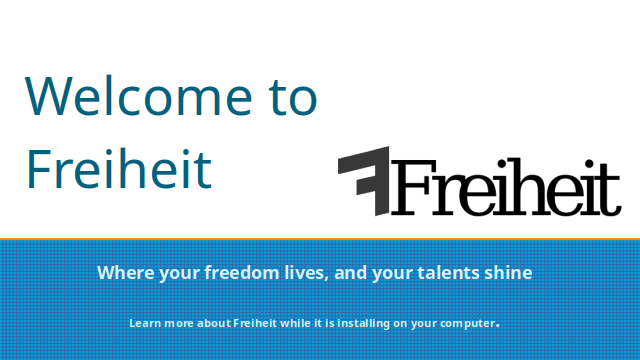 Welcome to
Freiheit
Freiheit
Where your freedom lives, and your talents shine
Learn more about Freiheit while it is installing on your computer.